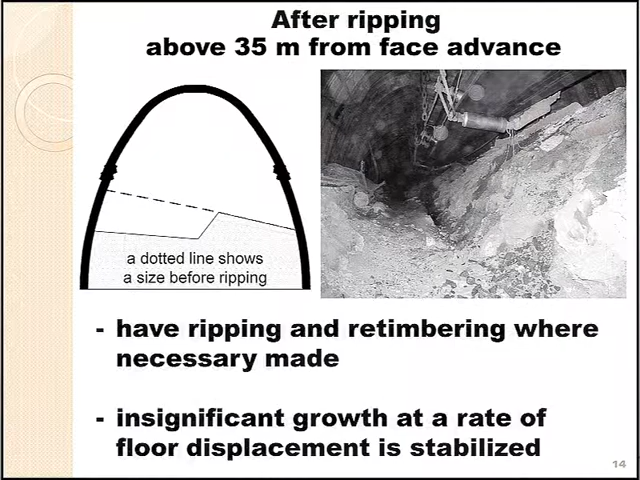 After ripping
above 35 m from face advance
a dotted line shows
a size before ripping
- have ripping and retimbering where
necessary made
- insignificant growth at a rate of
floor displacement is stabilized
14